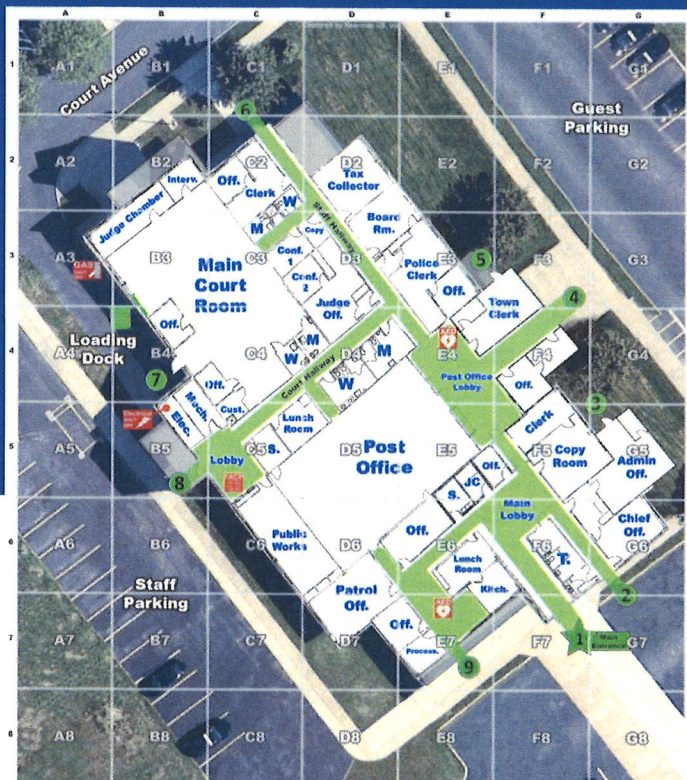 A B C D E F G
1 A1 B1 C1 D1 E1 F1 G1
Court Avenue
6
Guest
Parking
2 A2 B2 C2 D2 E2 F2 G2
Interv.
Off.
Clerk
Tax
Collector
Judge Chamber
W
M
Copy
Staff Hallway
Board
Rm.
3 A3 B3 C3 D3 E3 F3 G3
GAS
Main
Court
Room
Conf.
1
Conf.
2
Police
Clerk
Off.
5
Town
Clerk
4
Judge
Off.
Loading
Dock
Off.
AED
A4 B4 C4 D4 E4 F4 G4
M
W
M
W
Court Hallway
Post Office
Lobby
Off.
7
Off.
Mach.
Cust.
Elec.
Electrical
Lunch
Room
S.
Clerk
3
5 A5 B5 C5 D5 E5 F5 G5
Lobby
8
Post
Office
Off.
JC
S.
Copy
Room
Admin
Off.
Main
Lobby
Chief
Off.
6 A6 B6 C6 D6 E6 F6 G6
Public
Works
Off.
Lunch
Room
Kitch.
T.
Staff
Parking
Patrol
Off.
AED
2
1
Main
Entrance
7 A7 B7 C7 D7 E7 F7 G7
Off.
Process.
9
A8 B8 C8 D8 E8 F8 G8